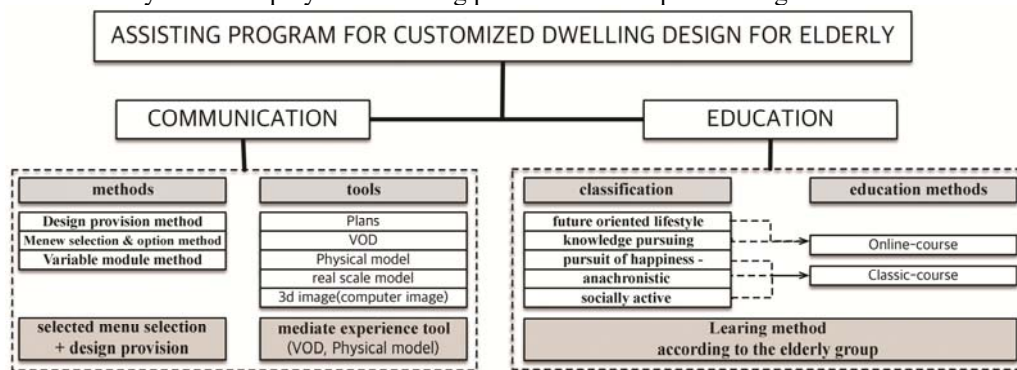 ASSISTING PROGRAM FOR CUSTOMIZED DWELLING DESIGN FOR ELDERLY
COMMUNICATION
EDUCATION
methods
Design provision method
Menew selection & option method
Variable module method
selected menu selection
+ design provision
tools
Plans
VOD
Physical model
real scale model
3d image(computer image)
mediate experience tool
(VOD, Physical model)
classification
future oriented lifestyle
knowledge pursuing
pursuit of happiness -
anachronistic
socially active
education methods
Online-course
Classic-course
Learing method
according to the elderly group